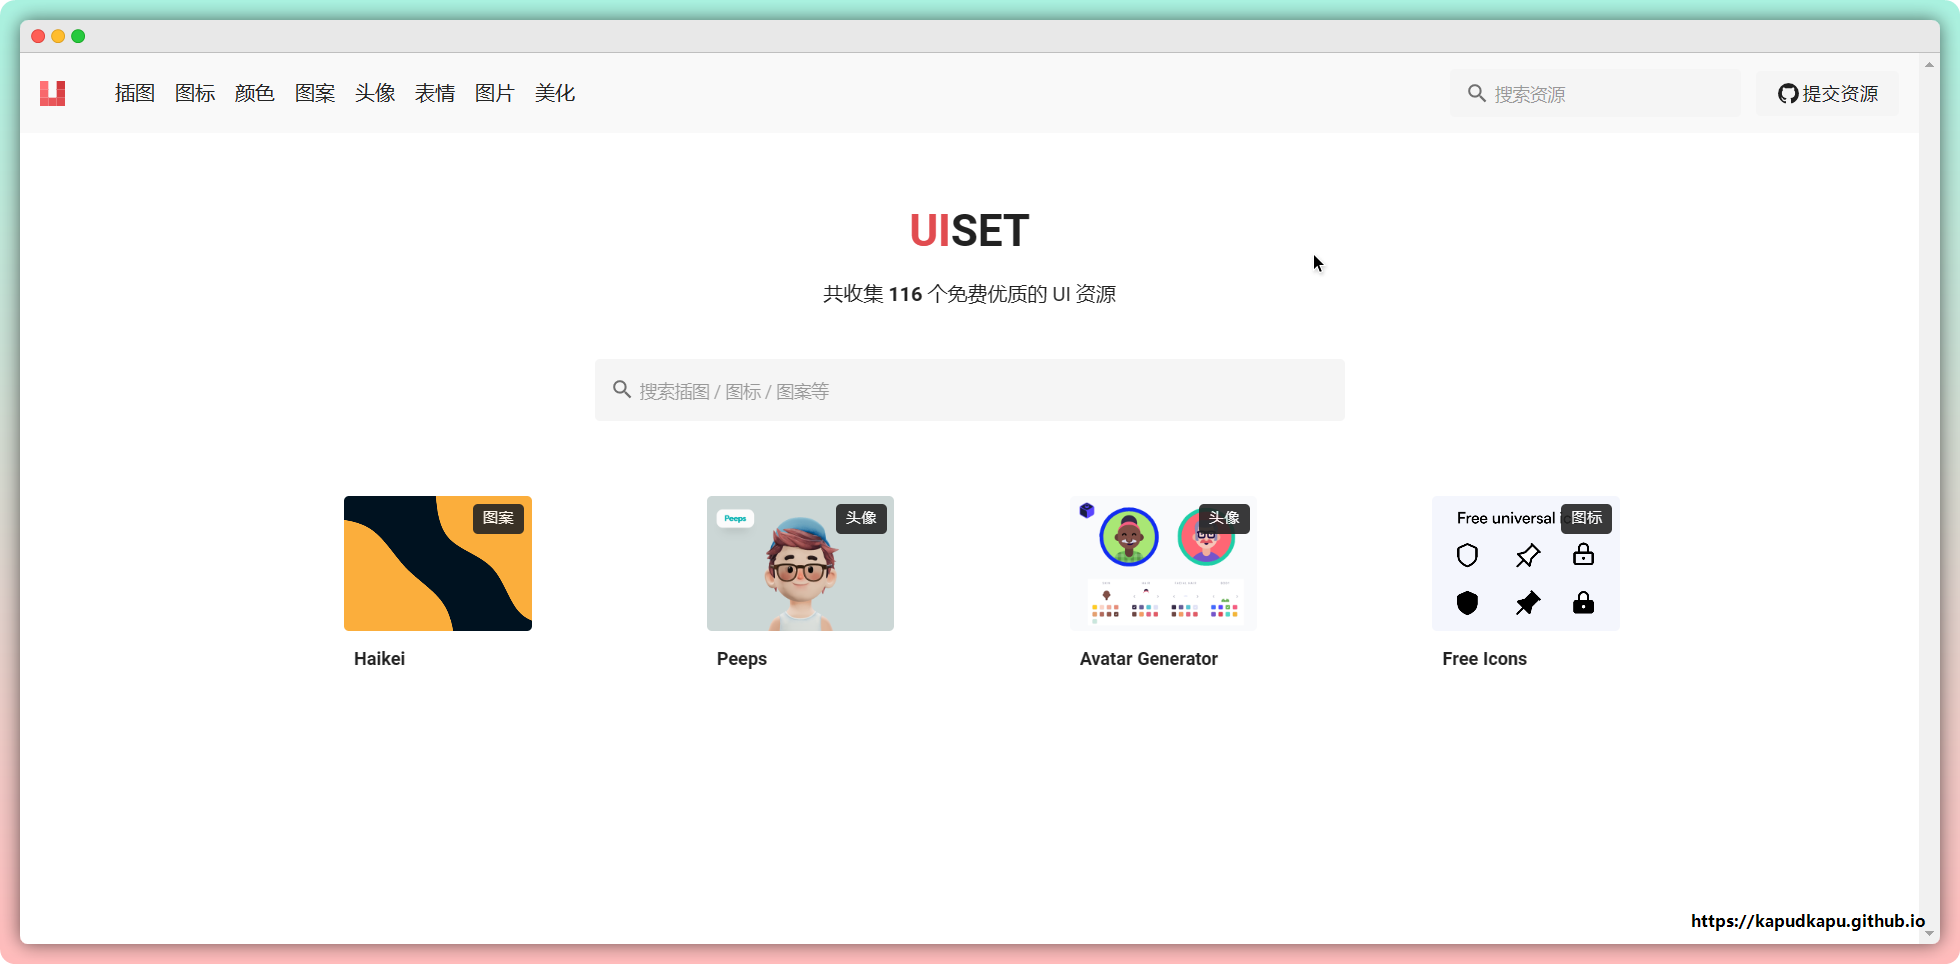 插图 图标 颜色 图案 头像 表情 图片 美化 搜索资源 提交资源
UISET
共收集 116 个免费优质的 UI 资源
搜索插图 / 图标 / 图案等
图案
Peeps 头像
头像
Free universal 图标
Haikei Peeps Avatar Generator Free Icons
https://kapudkapu.github.io